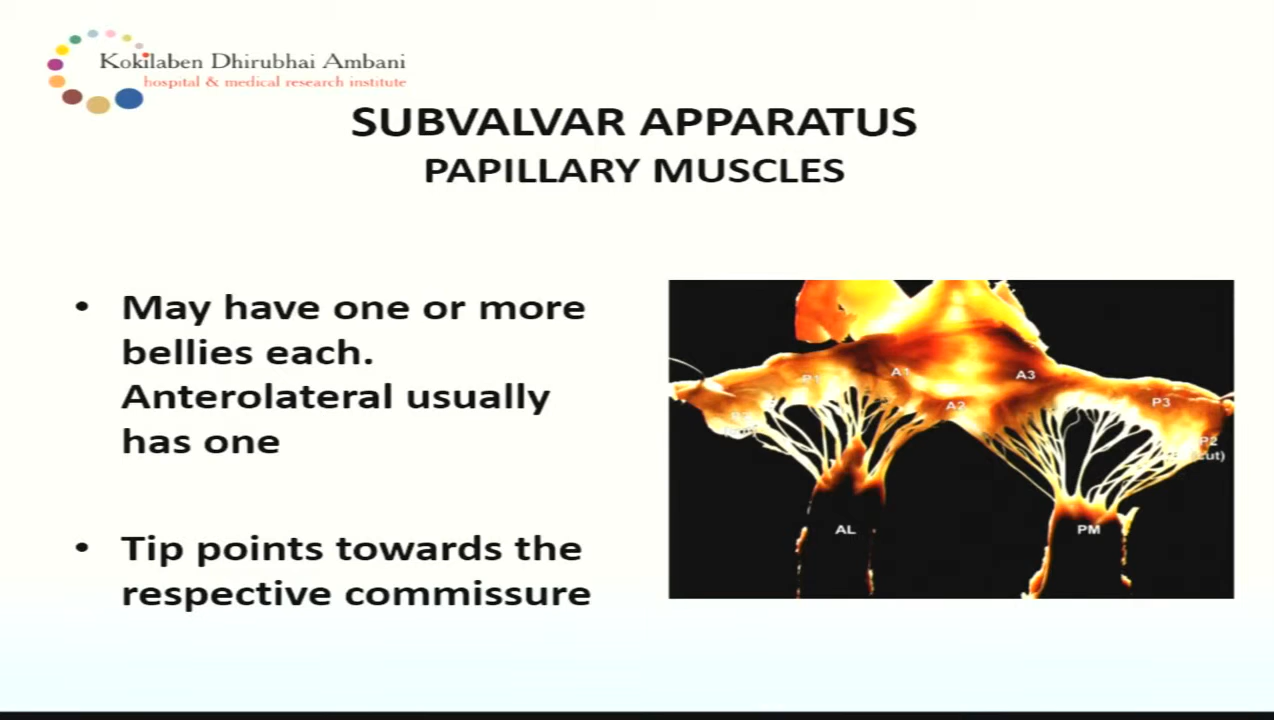 Kokilaben Dhirubhai Ambani
hospital & medical research institute
SUBVALVAR APPARATUS
PAPILLARY MUSCLES
• May have one or more
bellies each.
Anterolateral usually
has one
• Tip points towards the
respective commissure
P1
A1
A3
A2
P3
P2
cut)
AL
PM